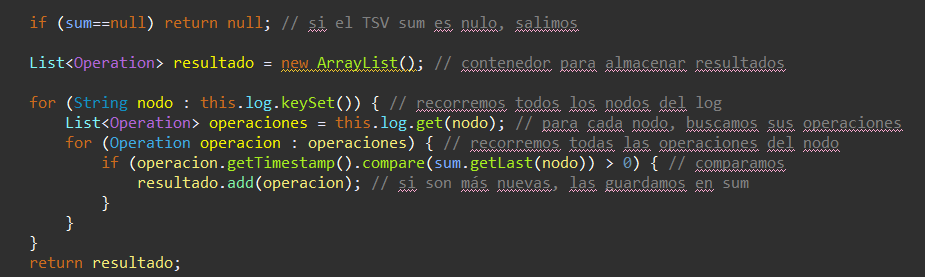 if (sum==null) return null; // si el TSV sum es nulo, salimos
List<Operation> resultado = new ArrayList(); // contenedor para almacenar resultados
for (String nodo : this.log.keySet()) { // recorremos todos los nodos del log
List<Operation> operaciones = this.log.get(nodo); // para cada nodo, buscamos sus operaciones
for (Operation operacion : operaciones) { // recorremos todas las operaciones del nodo
if (operacion.getTimestamp().compare(sum.getLast(nodo)) > 0) { // comparamos
resultado.add(operacion); // si son más nuevas, las guardamos en sum
}
}
}
return resultado;